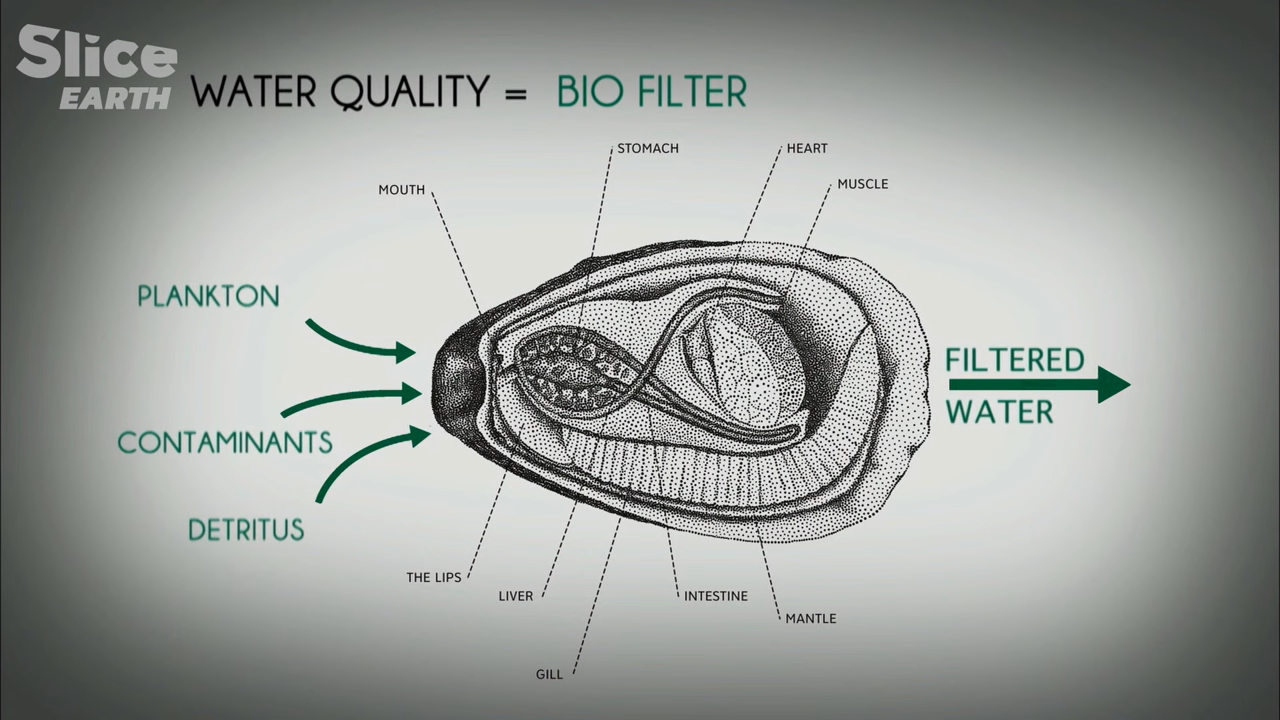 Slice
EARTH
WATER QUALITY = BIO FILTER
STOMACH
HEART
MOUTH
MUSCLE
PLANKTON
FILTERED
WATER
CONTAMINANTS
DETRITUS
THE LIPS
LIVER
INTESTINE
MANTLE
GILL